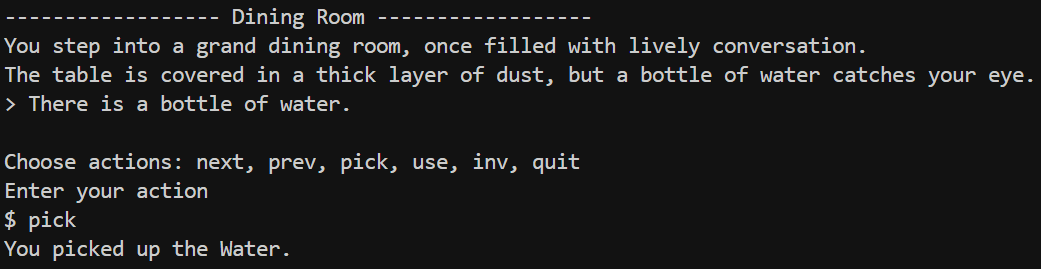 ------------------ Dining Room ------------------
You step into a grand dining room, once filled with lively conversation.
The table is covered in a thick layer of dust, but a bottle of water catches your eye.
> There is a bottle of water.
Choose actions: next, prev, pick, use, inv, quit
Enter your action
$ pick
You picked up the Water.